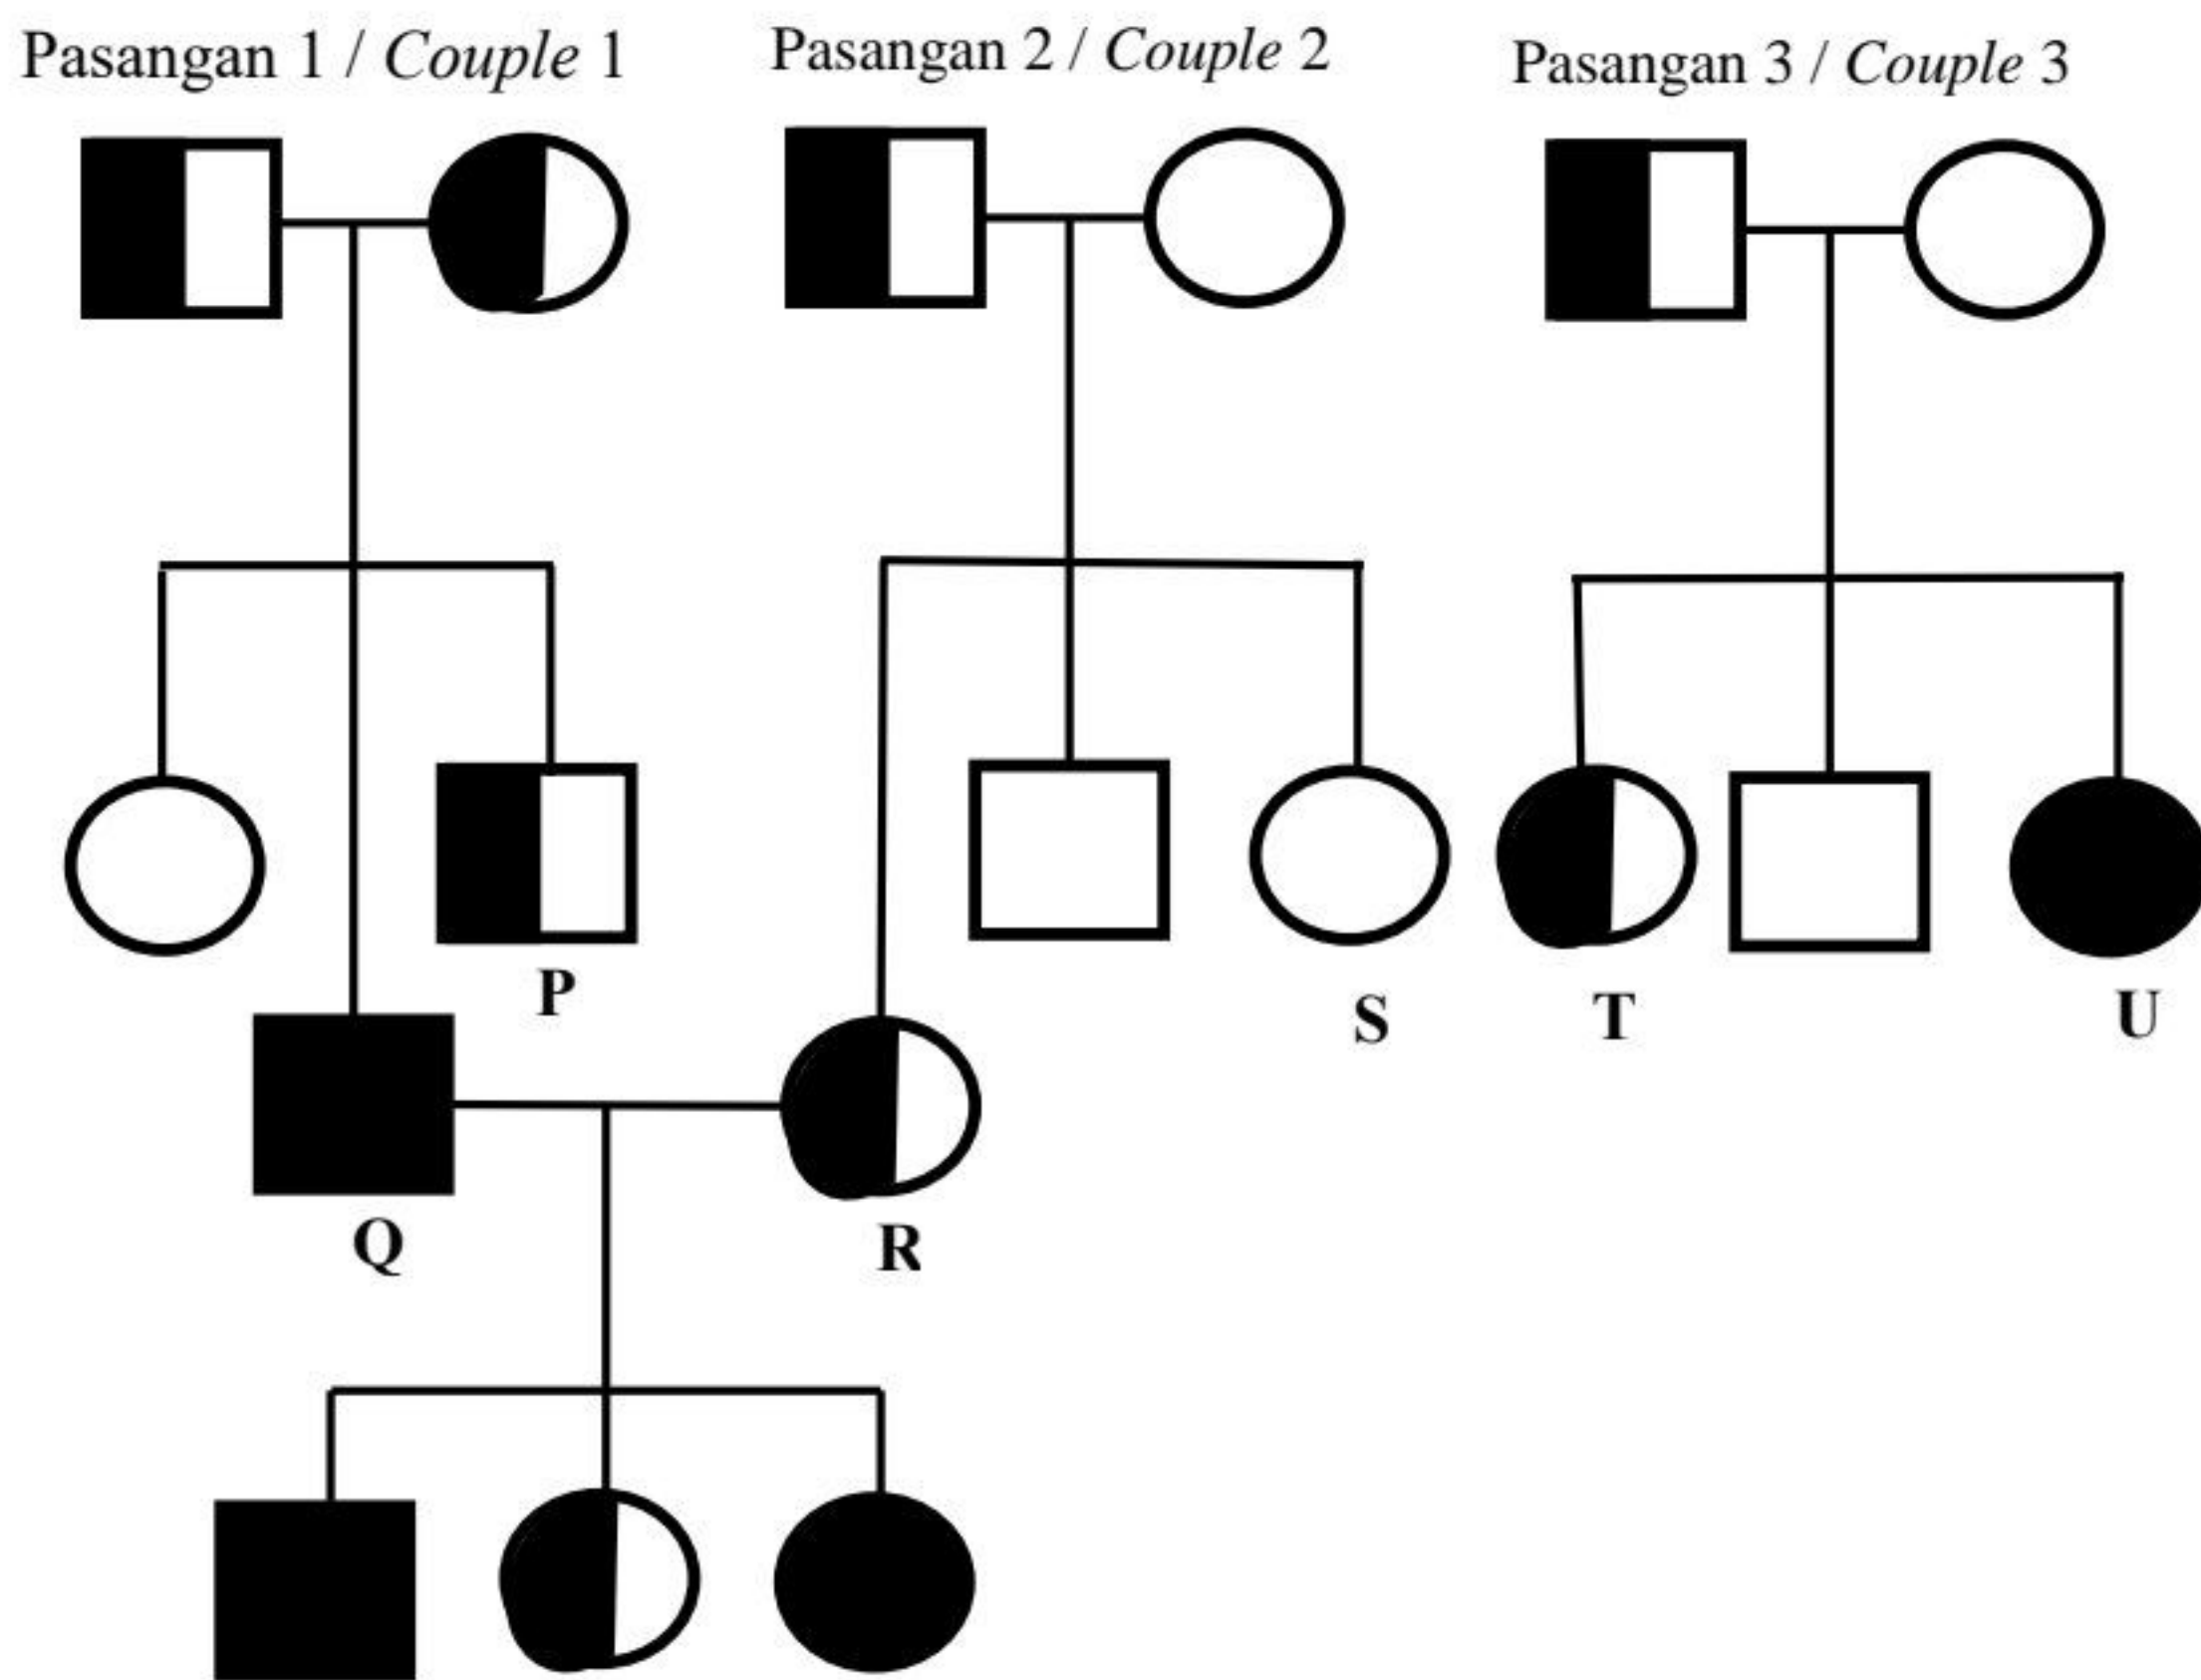 Pasangan 1 / Couple 1
Pasangan 2 / Couple 2
Pasangan 3 / Couple 3
P
S
T
U
Q
R